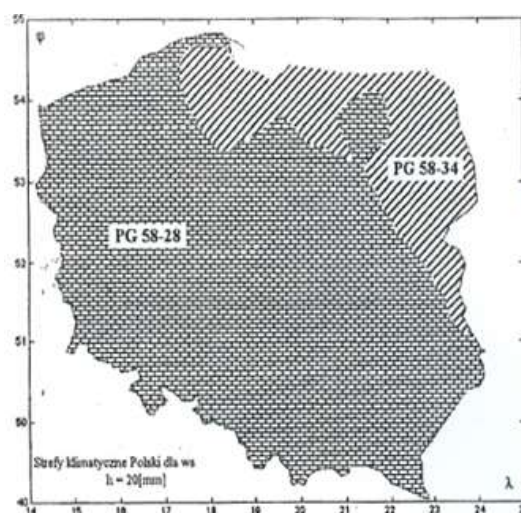 55
φ
54
53
PG 58-34
PG 58-28
52
51
50
Strefy klimatyczne Polski dla ws
h = 20[mm]
λ
14 15 16 17 18 19 20 21 22 23 24